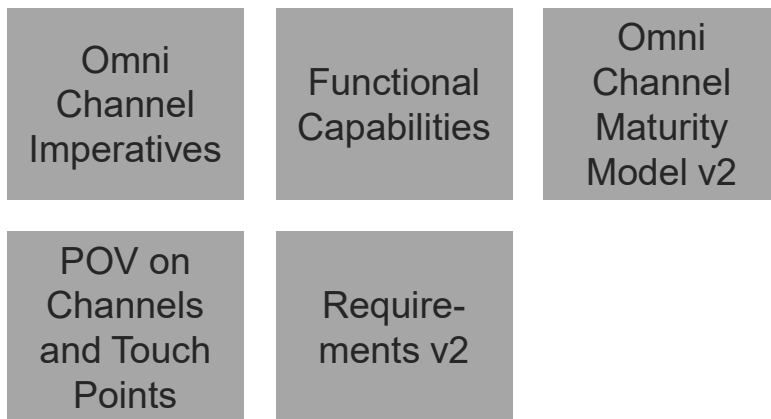 Omni
Channel
Imperatives
Functional
Capabilities
Omni
Channel
Maturity
Model v2
POV on
Channels
and Touch
Points
Require-
ments v2